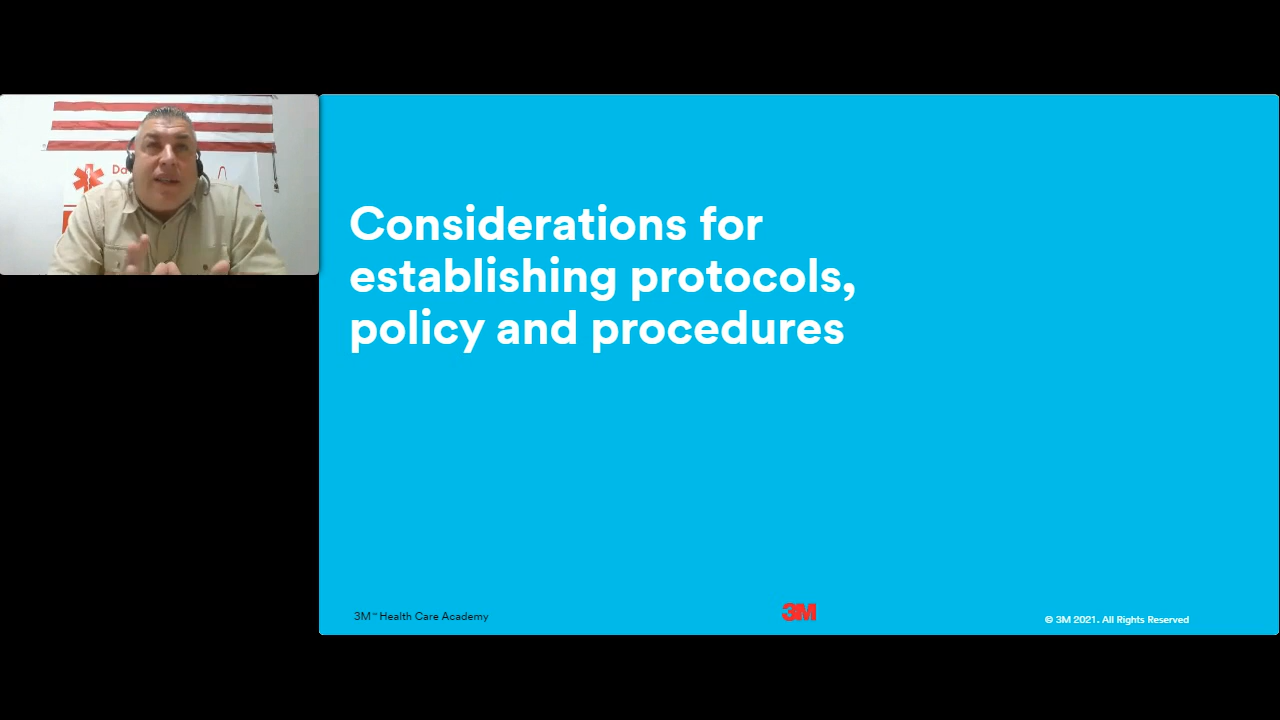 Considerations for
establishing protocols,
policy and procedures
3M™ Health Care Academy
3M
© 3M 2021. All Rights Reserved